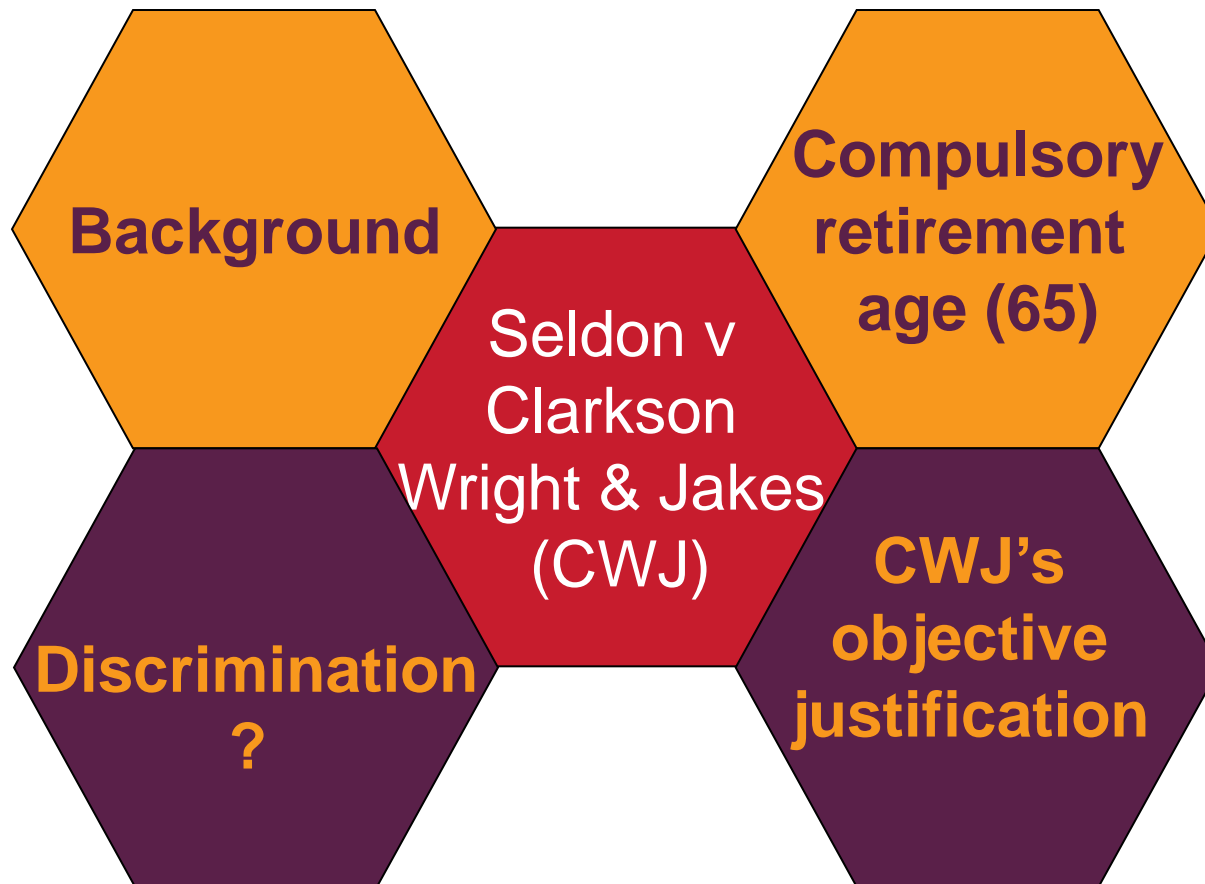 Background
Compulsory
retirement
age (65)
Seldon v
Clarkson
Wright & Jakes
(CWJ)
Discrimination
?
CWJ’s
objective
justification